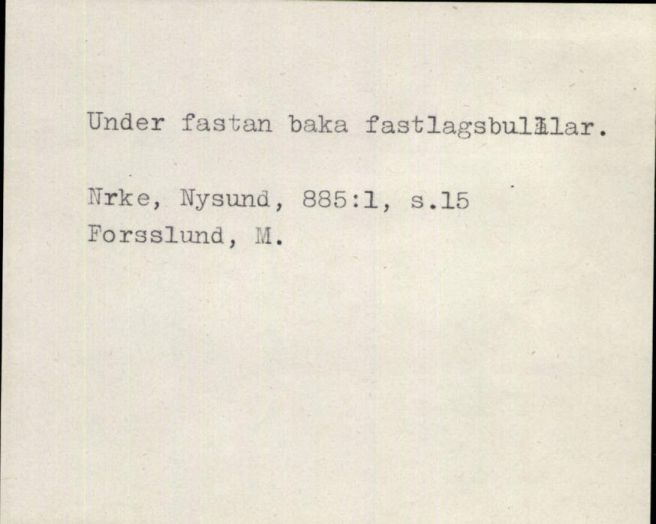 Under fastan baka fastlagsbullar.
Nrke, Nysund, 885:1, s.15
Forsslund, M.